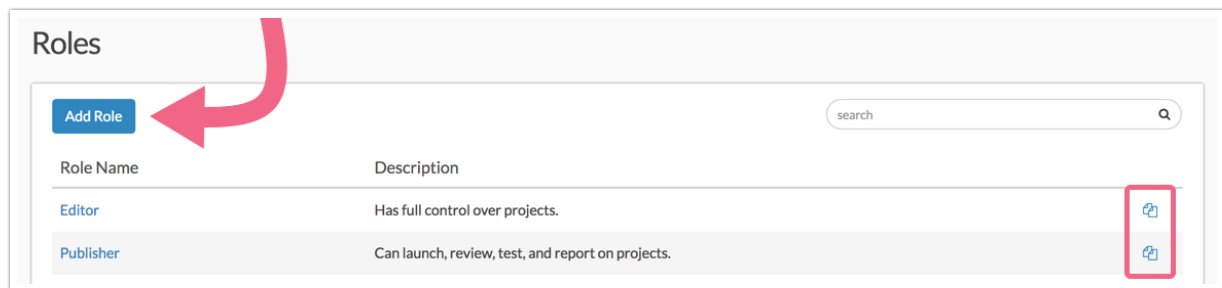 Roles
Add Role
search
Role Name Description
Editor Has full control over projects.
Publisher Can launch, review, test, and report on projects.